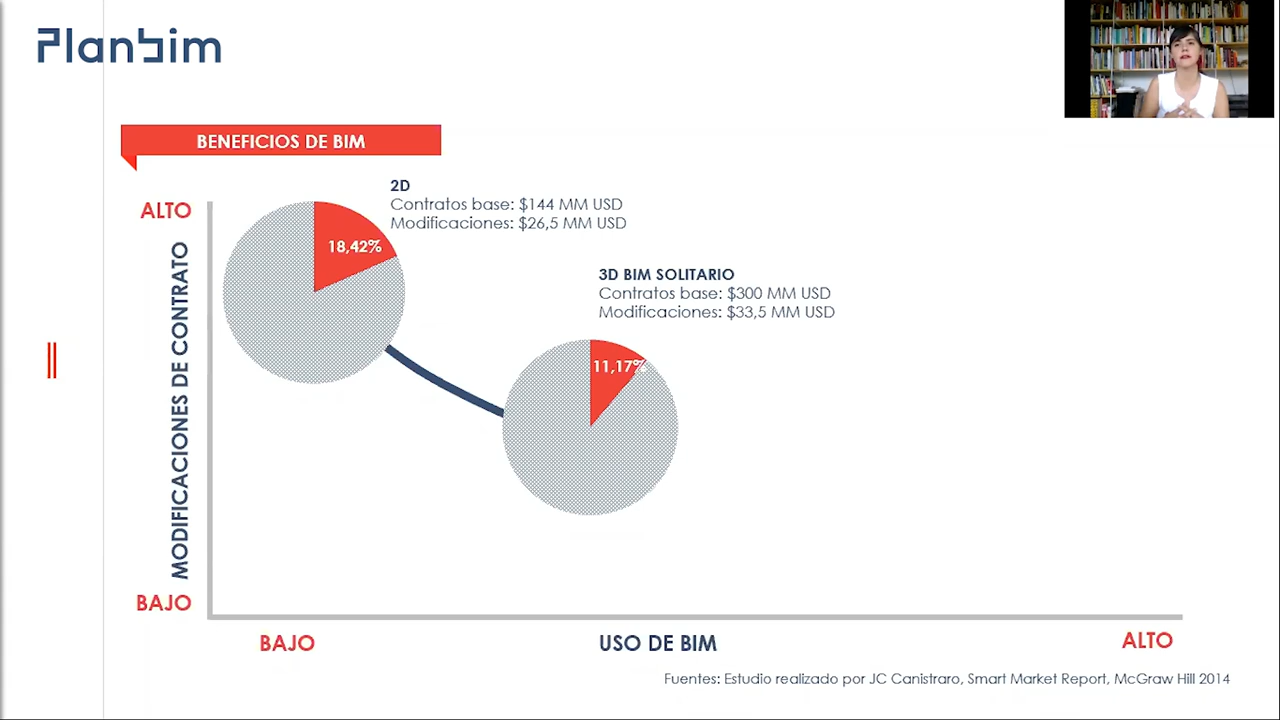 Planbim
BENEFICIOS DE BIM
2D
Contratos base: $144 MM USD
Modificaciones: $26,5 MM USD
ALTO
18,42%
3D BIM SOLITARIO
Contratos base: $300 MM USD
Modificaciones: $33,5 MM USD
11,17%
MODIFICACIONES DE CONTRATO
BAJO
BAJO
USO DE BIM
ALTO
Fuentes: Estudio realizado por JC Canistraro, Smart Market Report, McGraw Hill 2014